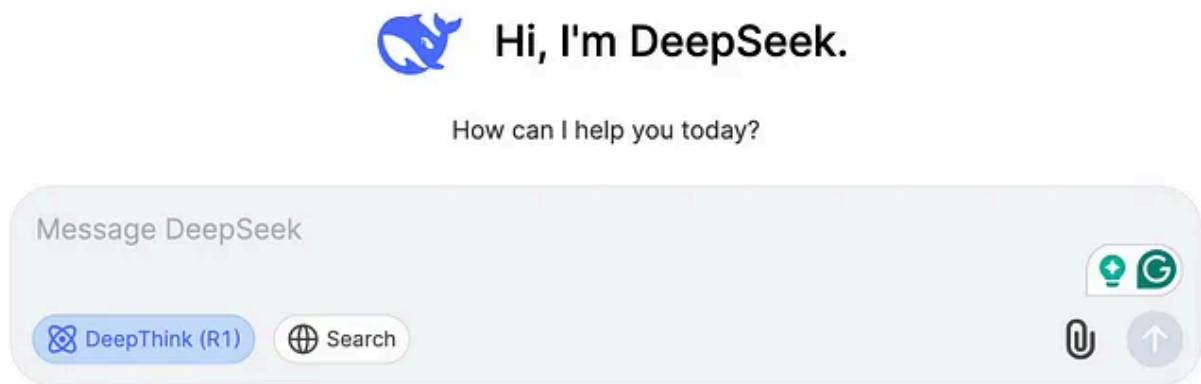 Hi, I'm DeepSeek.
How can I help you today?
Message DeepSeek
DeepThink (R1) Search